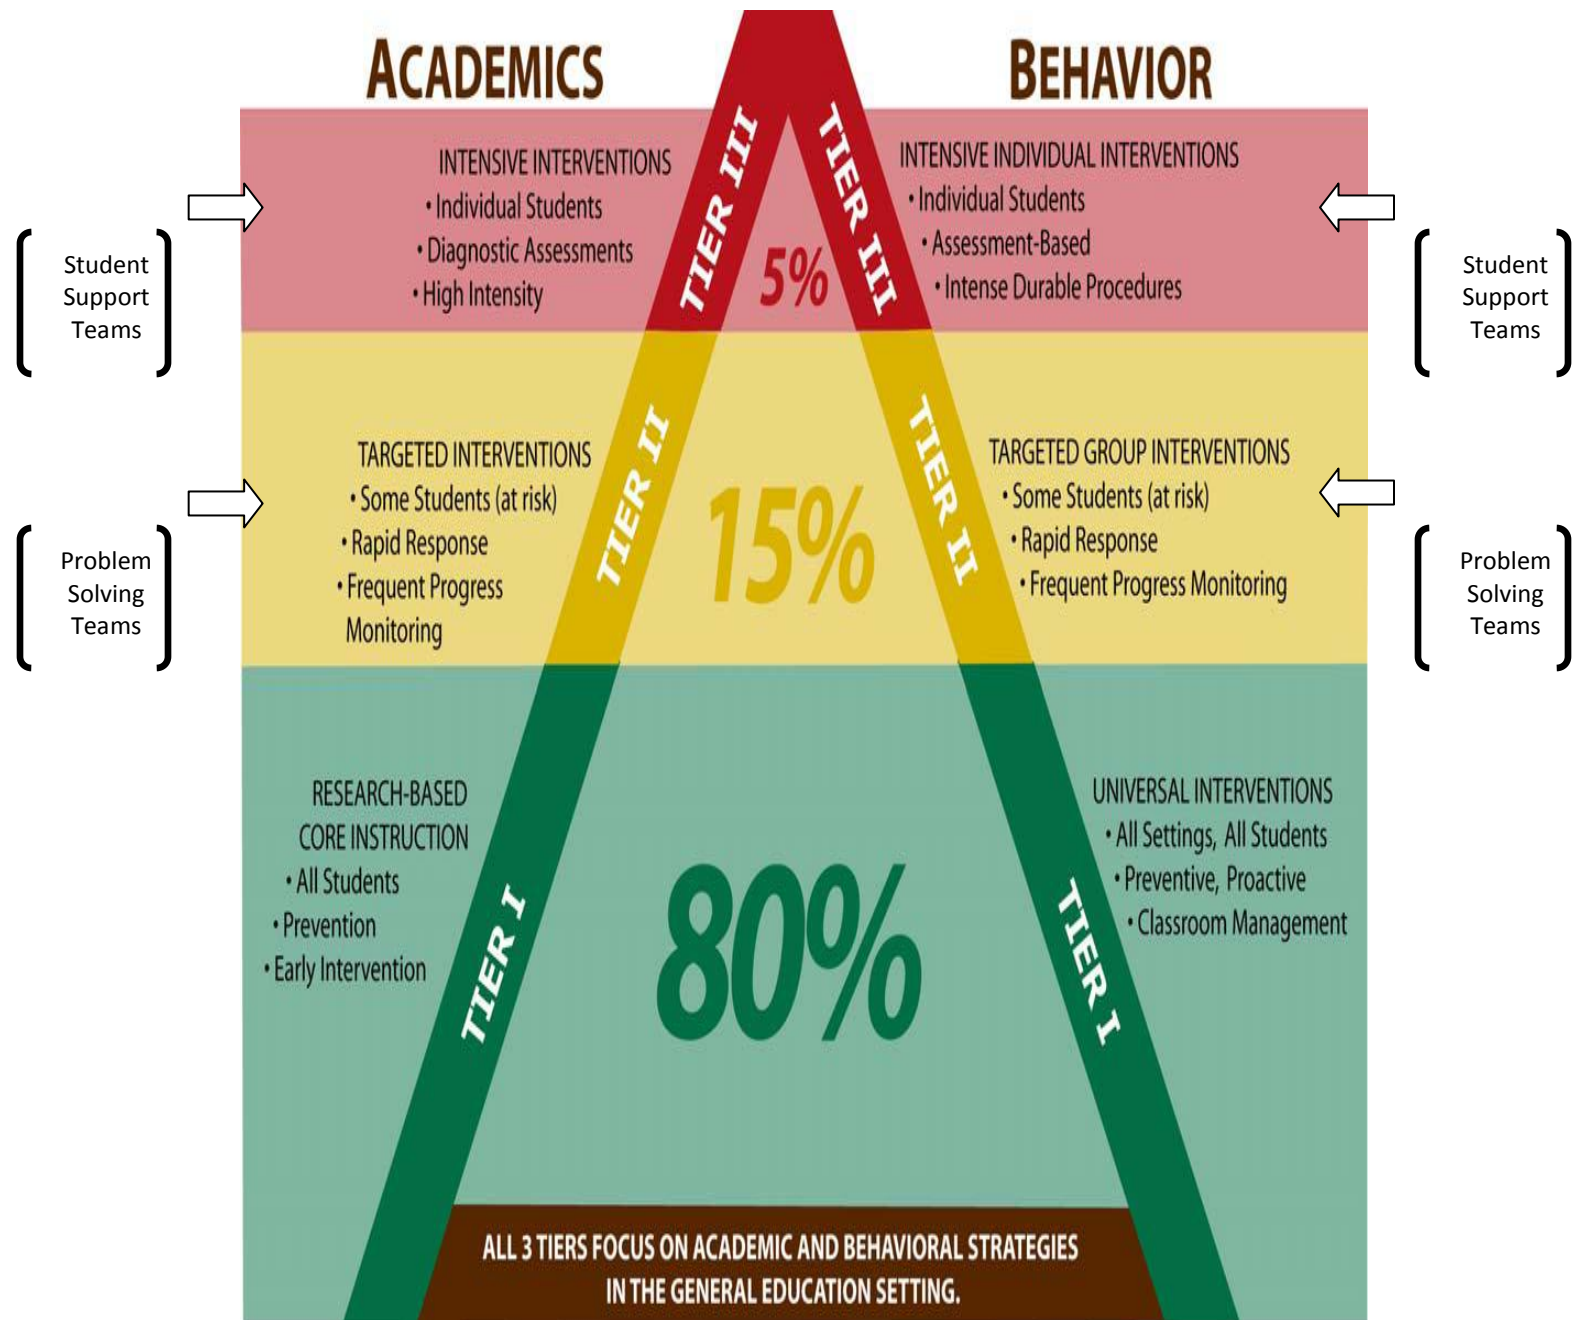 ACADEMICS
BEHAVIOR
INTENSIVE INTERVENTIONS
• Individual Students
• Diagnostic Assessments
• High Intensity
TIER III
5%
TIER III
INTENSIVE INDIVIDUAL INTERVENTIONS
• Individual Students
• Assessment-Based
• Intense Durable Procedures
Student
Support
Teams
Student
Support
Teams
TARGETED INTERVENTIONS
• Some Students (at risk)
• Rapid Response
• Frequent Progress
Monitoring
TIER II
15%
TIER II
TARGETED GROUP INTERVENTIONS
• Some Students (at risk)
• Rapid Response
• Frequent Progress Monitoring
Problem
Solving
Teams
Problem
Solving
Teams
RESEARCH-BASED
CORE INSTRUCTION
• All Students
• Prevention
• Early Intervention
TIER I
80%
TIER I
UNIVERSAL INTERVENTIONS
• All Settings, All Students
• Preventive, Proactive
• Classroom Management
ALL 3 TIERS FOCUS ON ACADEMIC AND BEHAVIORAL STRATEGIES
IN THE GENERAL EDUCATION SETTING.